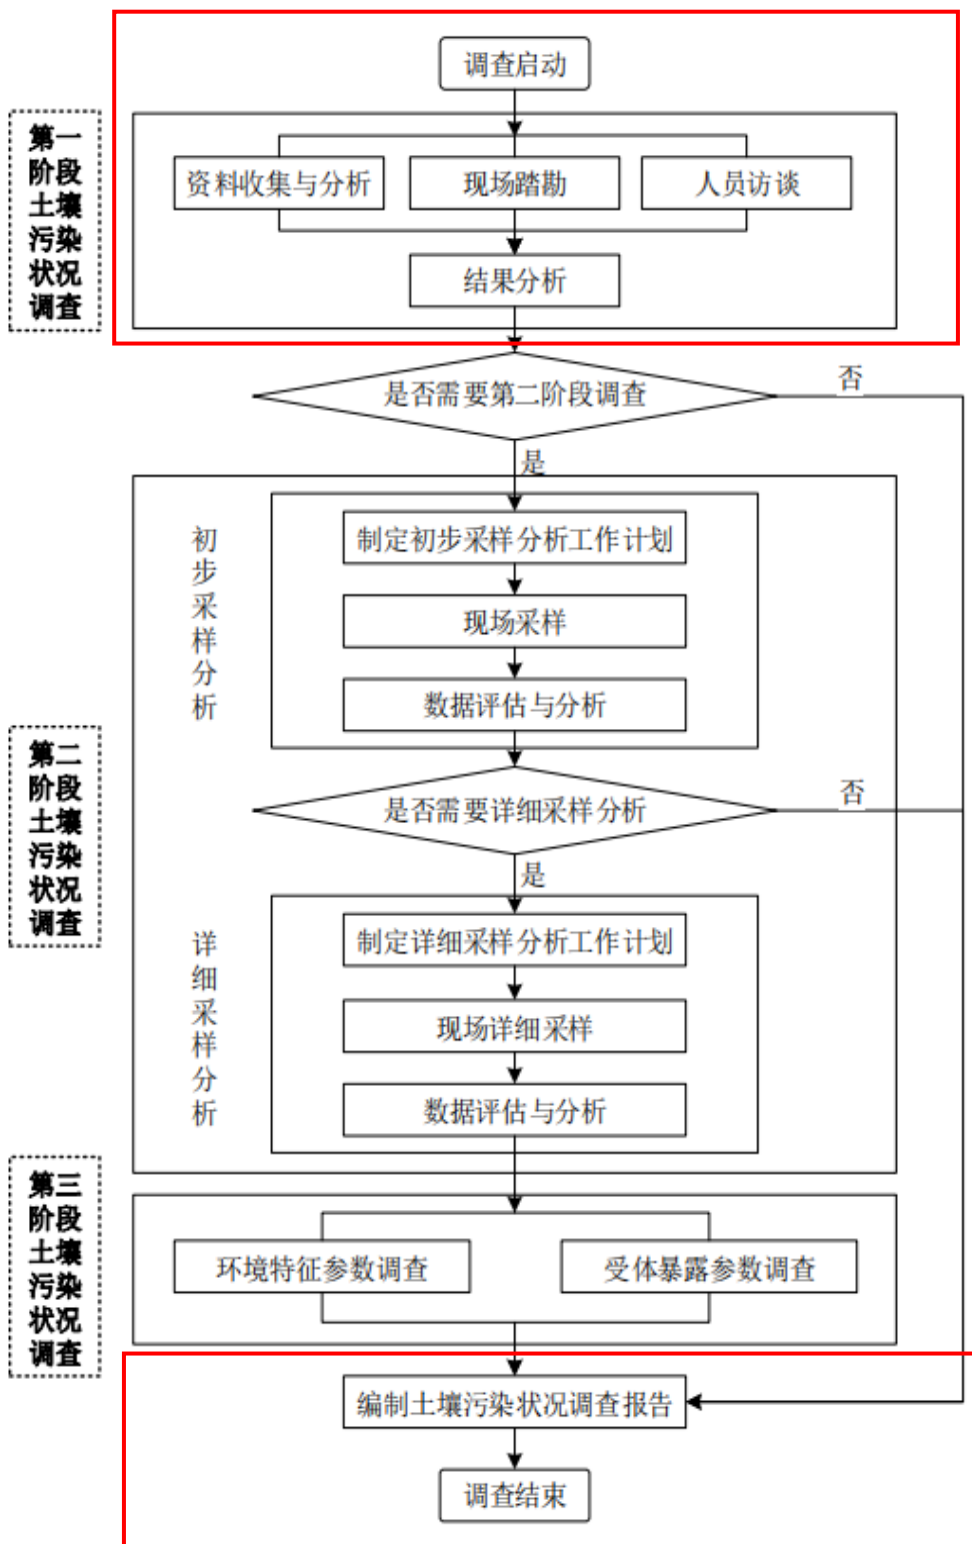 调查启动
第一
阶段
土壤
污染
状况
调查
资料收集与分析
现场踏勘
人员访谈
结果分析
是否需要第二阶段调查
否
是
初
步
采
样
分
析
制定初步采样分析工作计划
现场采样
数据评估与分析
第二
阶段
土壤
污染
状况
调查
是否需要详细采样分析
否
是
详
细
采
样
分
析
制定详细采样分析工作计划
现场详细采样
数据评估与分析
第三
阶段
土壤
污染
状况
调查
环境特征参数调查
受体暴露参数调查
编制土壤污染状况调查报告
调查结束